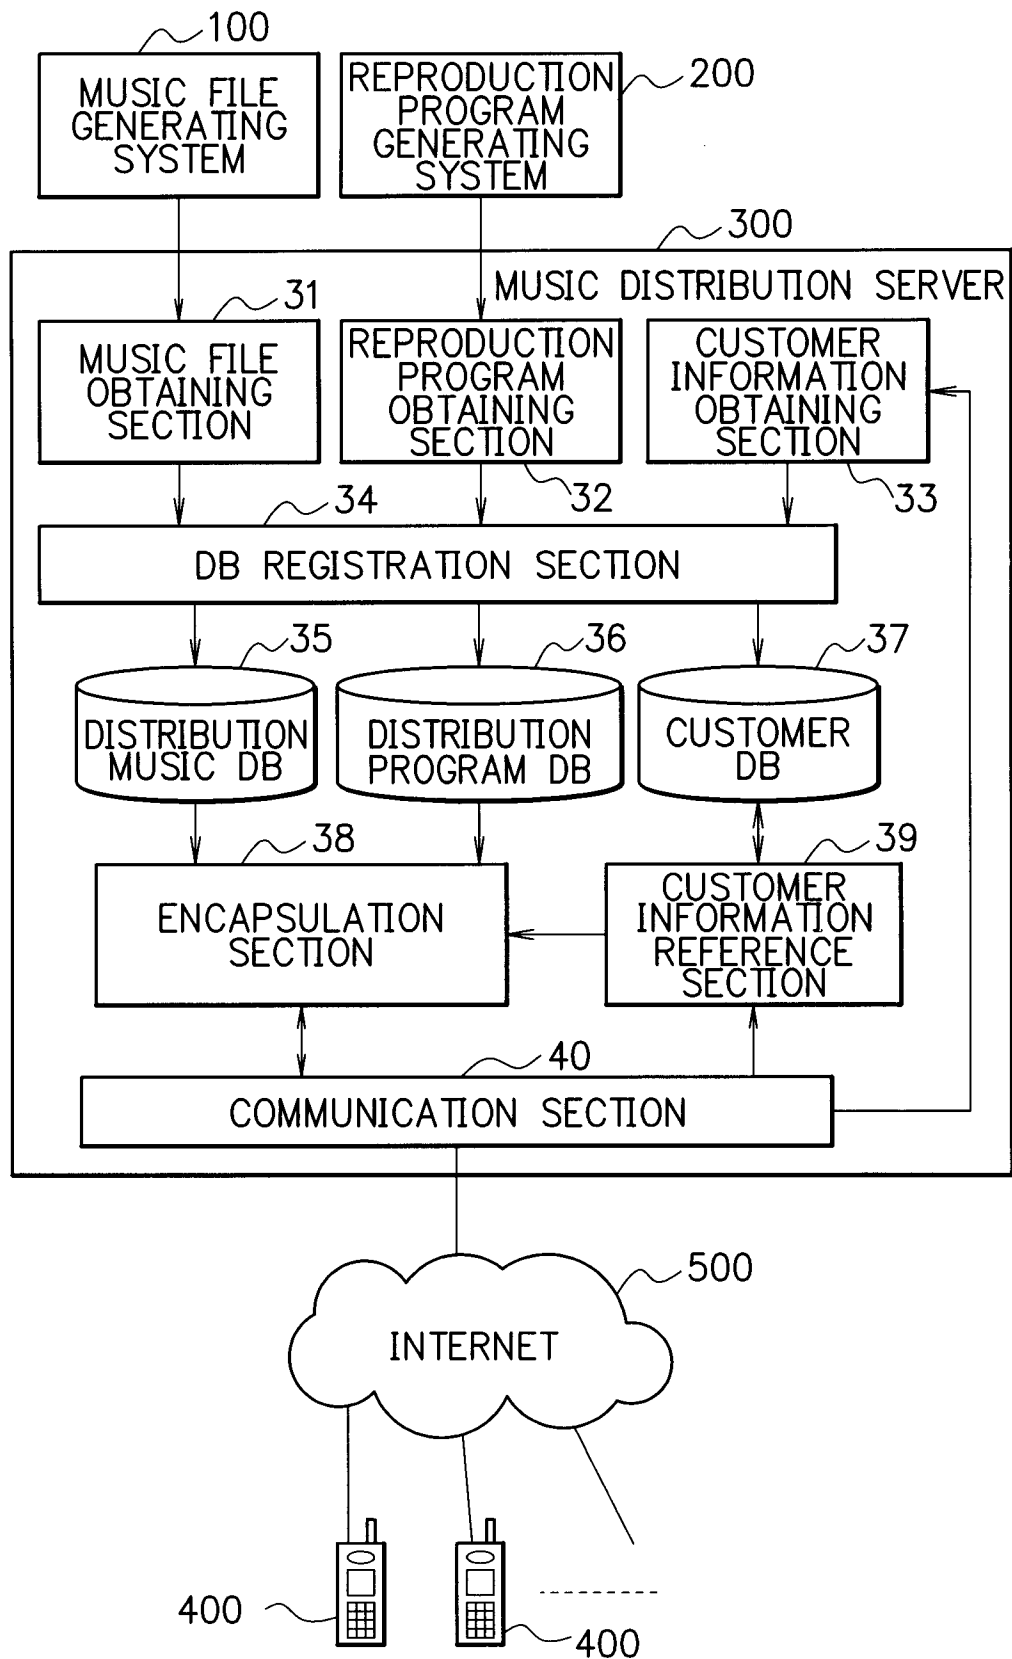 100
MUSIC FILE
GENERATING
SYSTEM
REPRODUCTION
PROGRAM
GENERATING
SYSTEM
200
300
MUSIC DISTRIBUTION SERVER
31
MUSIC FILE
OBTAINING
SECTION
REPRODUCTION
PROGRAM
OBTAINING
SECTION
32
CUSTOMER
INFORMATION
OBTAINING
SECTION
33
34
DB REGISTRATION SECTION
35
DISTRIBUTION
MUSIC DB
36
DISTRIBUTION
PROGRAM DB
37
CUSTOMER
DB
38
ENCAPSULATION
SECTION
39
CUSTOMER
INFORMATION
REFERENCE
SECTION
40
COMMUNICATION SECTION
500
INTERNET
400
400